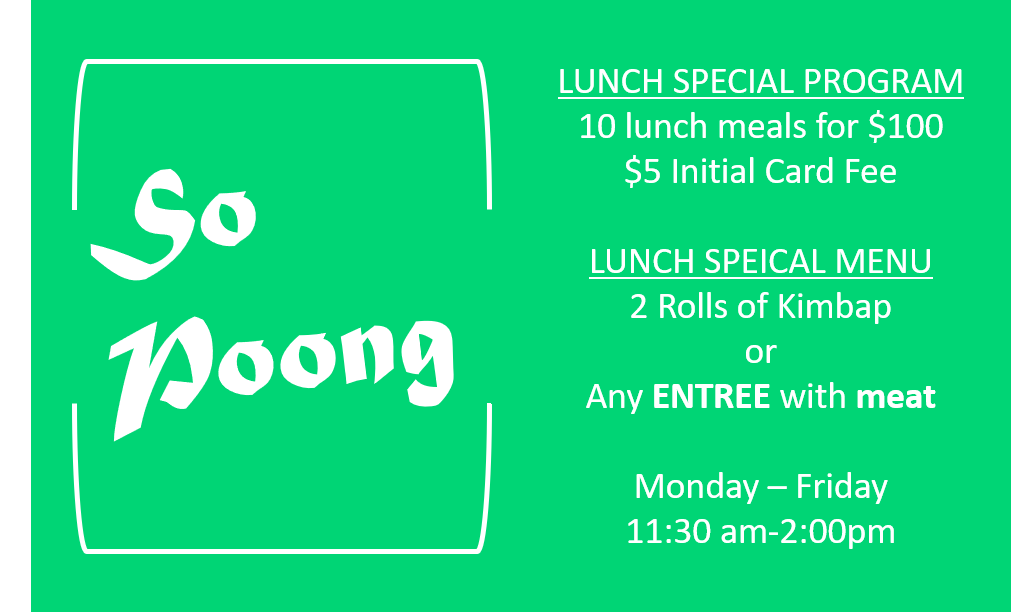 So
Poong
LUNCH SPECIAL PROGRAM
10 lunch meals for $100
$5 Initial Card Fee
LUNCH SPEICAL MENU
2 Rolls of Kimbap
or
Any ENTREE with meat
Monday – Friday
11:30 am-2:00pm